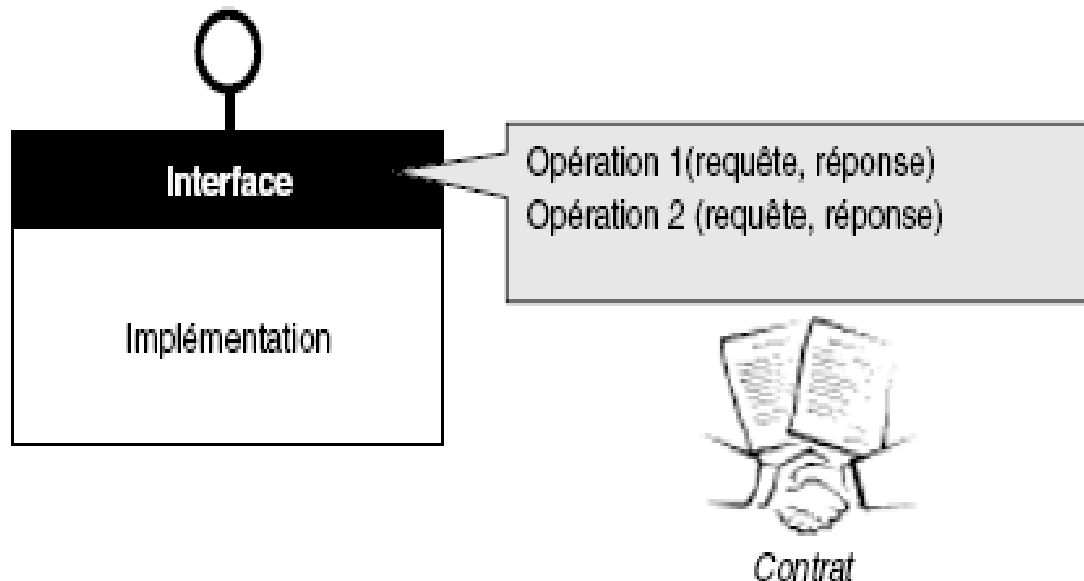 Interface
Implémentation
Opération 1(requête, réponse)
Opération 2 (requête, réponse)
Contrat